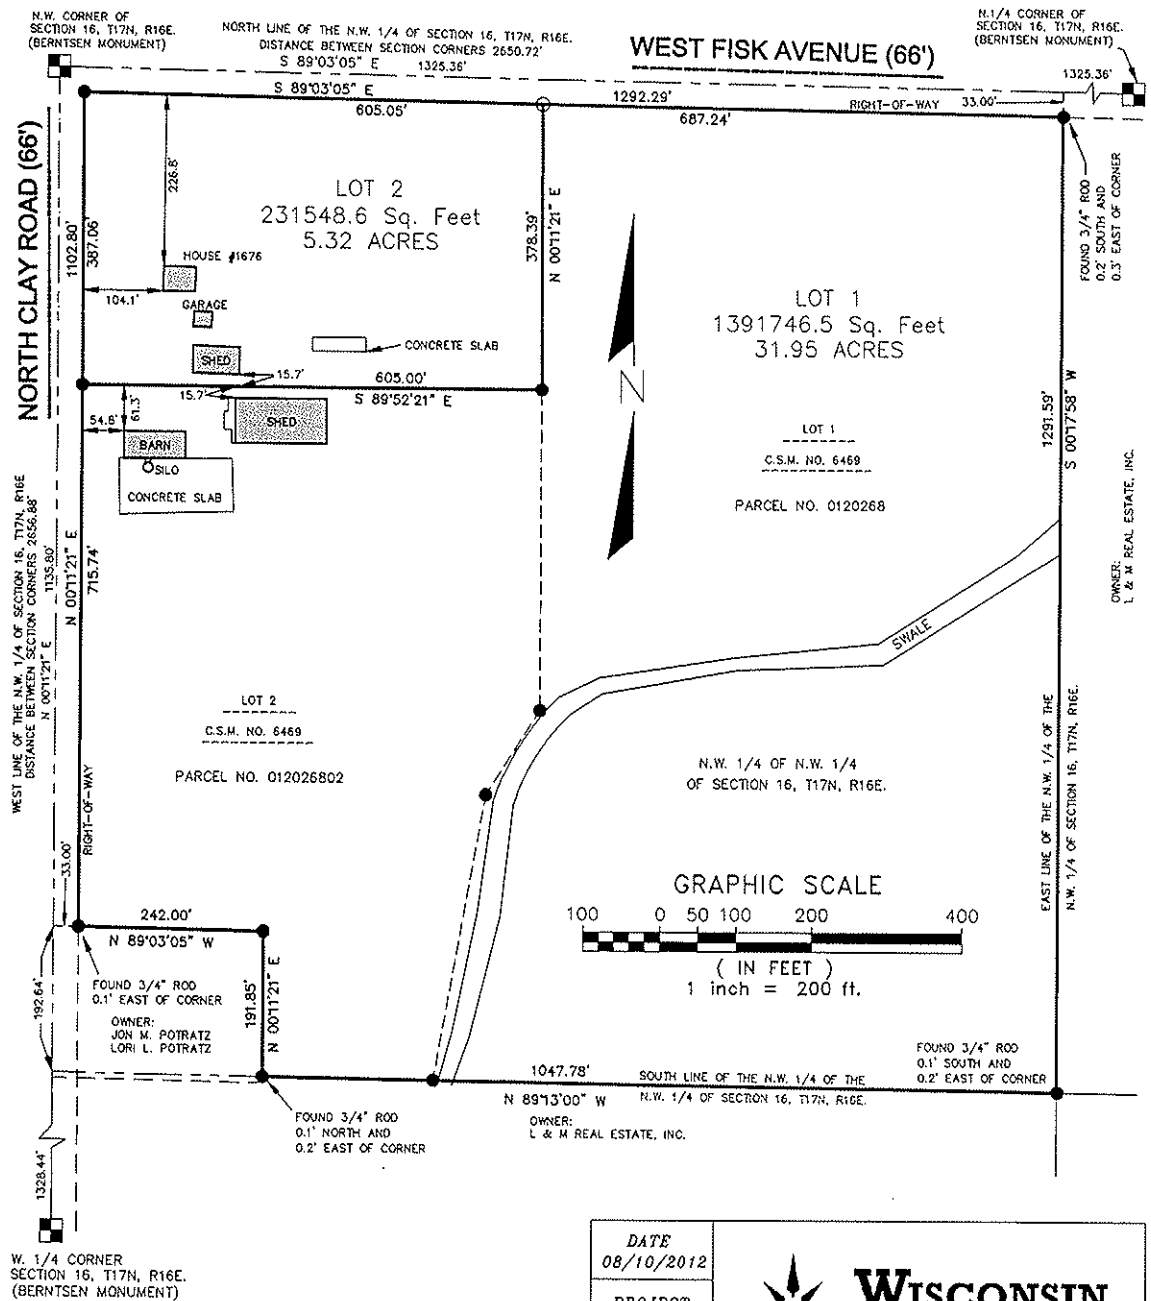 N.W. CORNER OF
SECTION 16, T17N, R16E.
(BERNTSEN MONUMENT)
NORTH LINE OF THE N.W. 1/4 OF SECTION 16, T17N, R16E.
DISTANCE BETWEEN SECTION CORNERS 2650.72'
S 89°03'05" E 1325.36'
WEST FISK AVENUE (66')
N.1/4 CORNER OF
SECTION 16, T17N, R16E.
(BERNTSEN MONUMENT)
1325.36'
S 89°03'05" E
605.05'
1292.29'
687.24'
RIGHT-OF-WAY
33.00'
NORTH CLAY ROAD (66')
1102.80'
387.06'
226.8'
LOT 2
231548.6 Sq. Feet
5.32 ACRES
378.39'
N 00°11'21" E
FOUND 3/4" ROD
0.2' SOUTH AND
0.3' EAST OF CORNER
HOUSE #1676
104.1'
GARAGE
CONCRETE SLAB
SHED
15.7'
LOT 1
1391746.5 Sq. Feet
31.95 ACRES
N
605.00'
S 89°52'21" E
15.7'
61.3'
54.6'
SHED
BARN
SILO
CONCRETE SLAB
LOT 1
C.S.M. NO. 6469
PARCEL NO. 0120268
1291.59'
S 00°17'58" W
OWNER:
L & M REAL ESTATE, INC.
WEST LINE OF THE N.W. 1/4 OF SECTION 16, T17N, R16E
DISTANCE BETWEEN SECTION CORNERS 2656.88'
N 00°11'21" E 1135.80'
N 00°11'21" E
715.74'
SWALE
LOT 2
C.S.M. NO. 6469
PARCEL NO. 012026802
N.W. 1/4 OF N.W. 1/4
OF SECTION 16, T17N, R16E.
EAST LINE OF THE N.W. 1/4 OF THE
N.W. 1/4 OF SECTION 16, T17N, R16E.
RIGHT-OF-WAY
33.00'
GRAPHIC SCALE
100 0 50 100 200 400
( IN FEET )
1 inch = 200 ft.
242.00'
N 89°03'05" W
192.64'
FOUND 3/4" ROD
0.1' EAST OF CORNER
OWNER:
JON M. POTRATZ
LORI L. POTRATZ
191.85'
N 00°11'21" E
FOUND 3/4" ROD
0.1' SOUTH AND
0.2' EAST OF CORNER
1047.78'
N 89°13'00" W
SOUTH LINE OF THE N.W. 1/4 OF THE
N.W. 1/4 OF SECTION 16, T17N, R16E.
OWNER:
L & M REAL ESTATE, INC.
FOUND 3/4" ROD
0.1' NORTH AND
0.2' EAST OF CORNER
1328.44'
W. 1/4 CORNER
SECTION 16, T17N, R16E.
(BERNTSEN MONUMENT)
DATE
08/10/2012
WISCONSIN